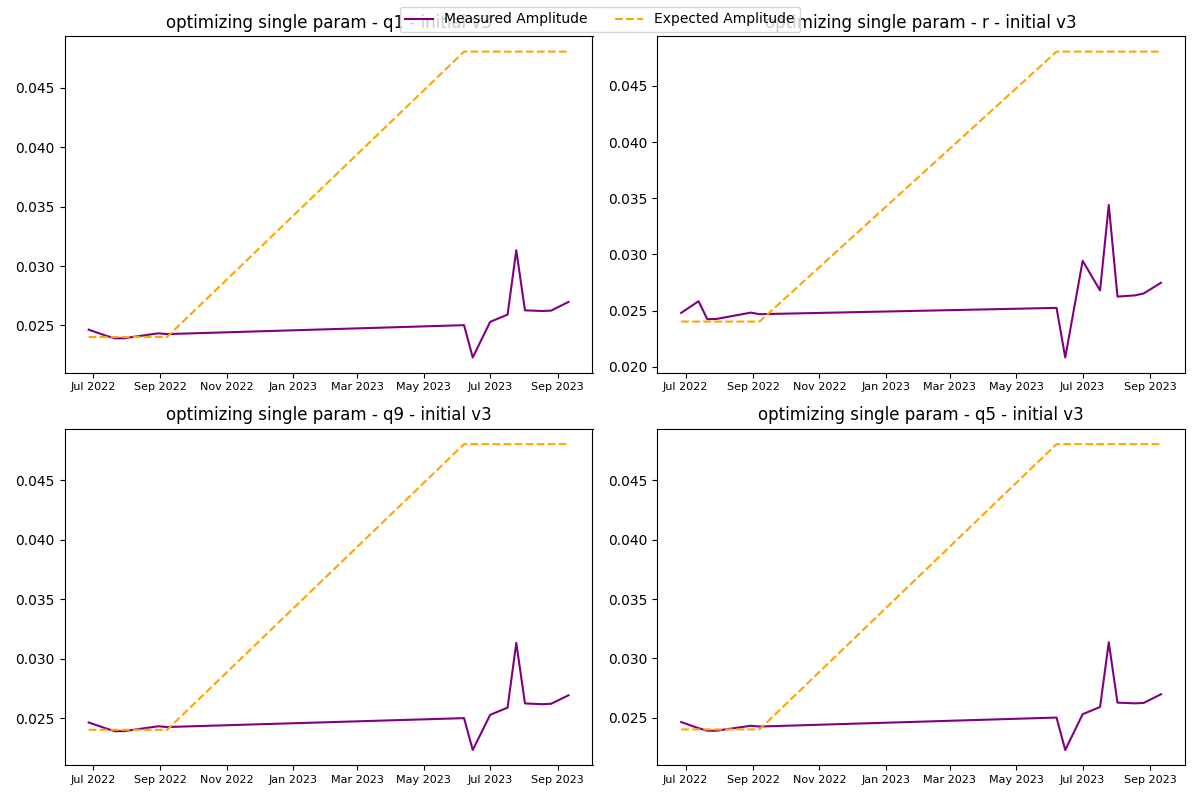 Measured Amplitude Expected Amplitude
optimizing single param - q1 - initial v3
optimizing single param - r - initial v3
0.045
0.040
0.035
0.030
0.025
Jul 2022 Sep 2022 Nov 2022 Jan 2023 Mar 2023 May 2023 Jul 2023 Sep 2023
0.045
0.040
0.035
0.030
0.025
0.020
Jul 2022 Sep 2022 Nov 2022 Jan 2023 Mar 2023 May 2023 Jul 2023 Sep 2023
optimizing single param - q9 - initial v3
0.045
0.040
0.035
0.030
0.025
Jul 2022 Sep 2022 Nov 2022 Jan 2023 Mar 2023 May 2023 Jul 2023 Sep 2023
optimizing single param - q5 - initial v3
0.045
0.040
0.035
0.030
0.025
Jul 2022 Sep 2022 Nov 2022 Jan 2023 Mar 2023 May 2023 Jul 2023 Sep 2023